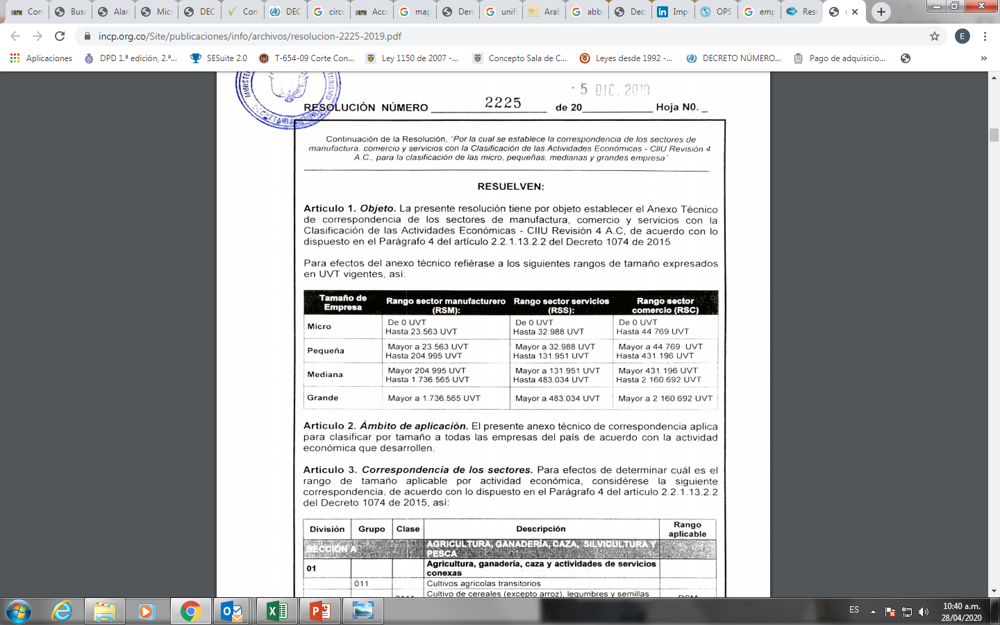 Con
Busc
Alar
Micr
DEC
Con
DEC
circu
Acce
map
Dere
unifi
Arab
abba
Decr
Imp
OPS
emp
Reso
incp.org.co/Site/publicaciones/info/archivos/resolucion-2225-2019.pdf
E
Aplicaciones
DPD 1.ª edición, 2.ª...
SESuite 2.0
T-654-09 Corte Con...
Ley 1150 de 2007 -...
Concepto Sala de C...
Leyes desde 1992 -...
DECRETO NÚMERO...
Pago de adquisicio...
»
- 5 DIC. 2019
RESOLUCIÓN NÚMERO 2225 de 20____________ Hoja N0. _
Continuación de la Resolución, "Por la cual se establece la correspondencia de los sectores de
manufactura, comercio y servicios con la Clasificación de las Actividades Económicas - CIIU Revisión 4
A.C., para la clasificación de las micro, pequeñas, medianas y grandes empresa"
RESUELVEN:
Artículo 1. Objeto. La presente resolución tiene por objeto establecer el Anexo Técnico
de correspondencia de los sectores de manufactura, comercio y servicios con la
Clasificación de las Actividades Económicas - CIIU Revisión 4 A.C, de acuerdo con lo
dispuesto en el Parágrafo 4 del artículo 2.2.1.13.2.2 del Decreto 1074 de 2015.
Para efectos del anexo técnico refiérase a los siguientes rangos de tamaño expresados
en UVT vigentes, así:
Tamaño de Empresa
Rango sector manufacturero (RSM):
Rango sector servicios (RSS):
Rango sector comercio (RSC)
Micro
De 0 UVT
Hasta 23.563 UVT
De 0 UVT
Hasta 32.988 UVT
De 0 UVT
Hasta 44 769 UVT
Pequeña
Mayor a 23.563 UVT
Hasta 204.995 UVT
Mayor a 32.988 UVT
Hasta 131 951 UVT
Mayor a 44.769 UVT
Hasta 431.196 UVT
Mediana
Mayor 204.995 UVT
Hasta 1.736 565 UVT
Mayor a 131.951 UVT
Hasta 483.034 UVT
Mayor 431.196 UVT
Hasta 2 160 692 UVT
Grande
Mayor a 1.736.565 UVT
Mayor a 483.034 UVT
Mayor a 2 160.692 UVT
Artículo 2. Ámbito de aplicación. El presente anexo técnico de correspondencia aplica
para clasificar por tamaño a todas las empresas del país de acuerdo con la actividad
económica que desarrollen.
Artículo 3. Correspondencia de los sectores. Para efectos de determinar cuál es el
rango de tamaño aplicable por actividad económica, considérese la siguiente
correspondencia, de acuerdo con lo dispuesto en el Parágrafo 4 del artículo 2.2.1.13.2.2
del Decreto 1074 de 2015, así:
División Grupo Clase Descripción Rango aplicable
SECCIÓN A AGRICULTURA, GANADERÍA, CAZA, SILVICULTURA Y
PESCA
01 Agricultura, ganadería, caza y actividades de servicios
conexas
011 Cultivos agrícolas transitorios
0111 Cultivo de cereales (excepto arroz), legumbres y semillas RSM
ES
10:40 a.m.
28/04/2020